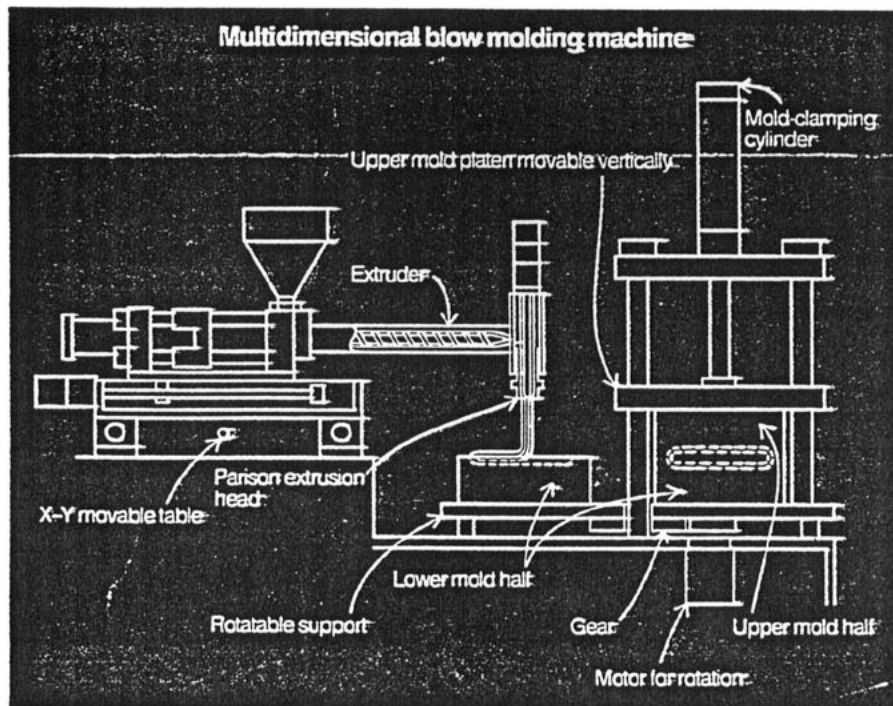 Multidimensional blow molding machine
Mold-clamping
cylinder
Upper mold platen movable vertically
Extruder
Parison extrusion
head
X-Y movable table
Lower mold half
Rotatable support
Gear
Upper mold half
Motor for rotation